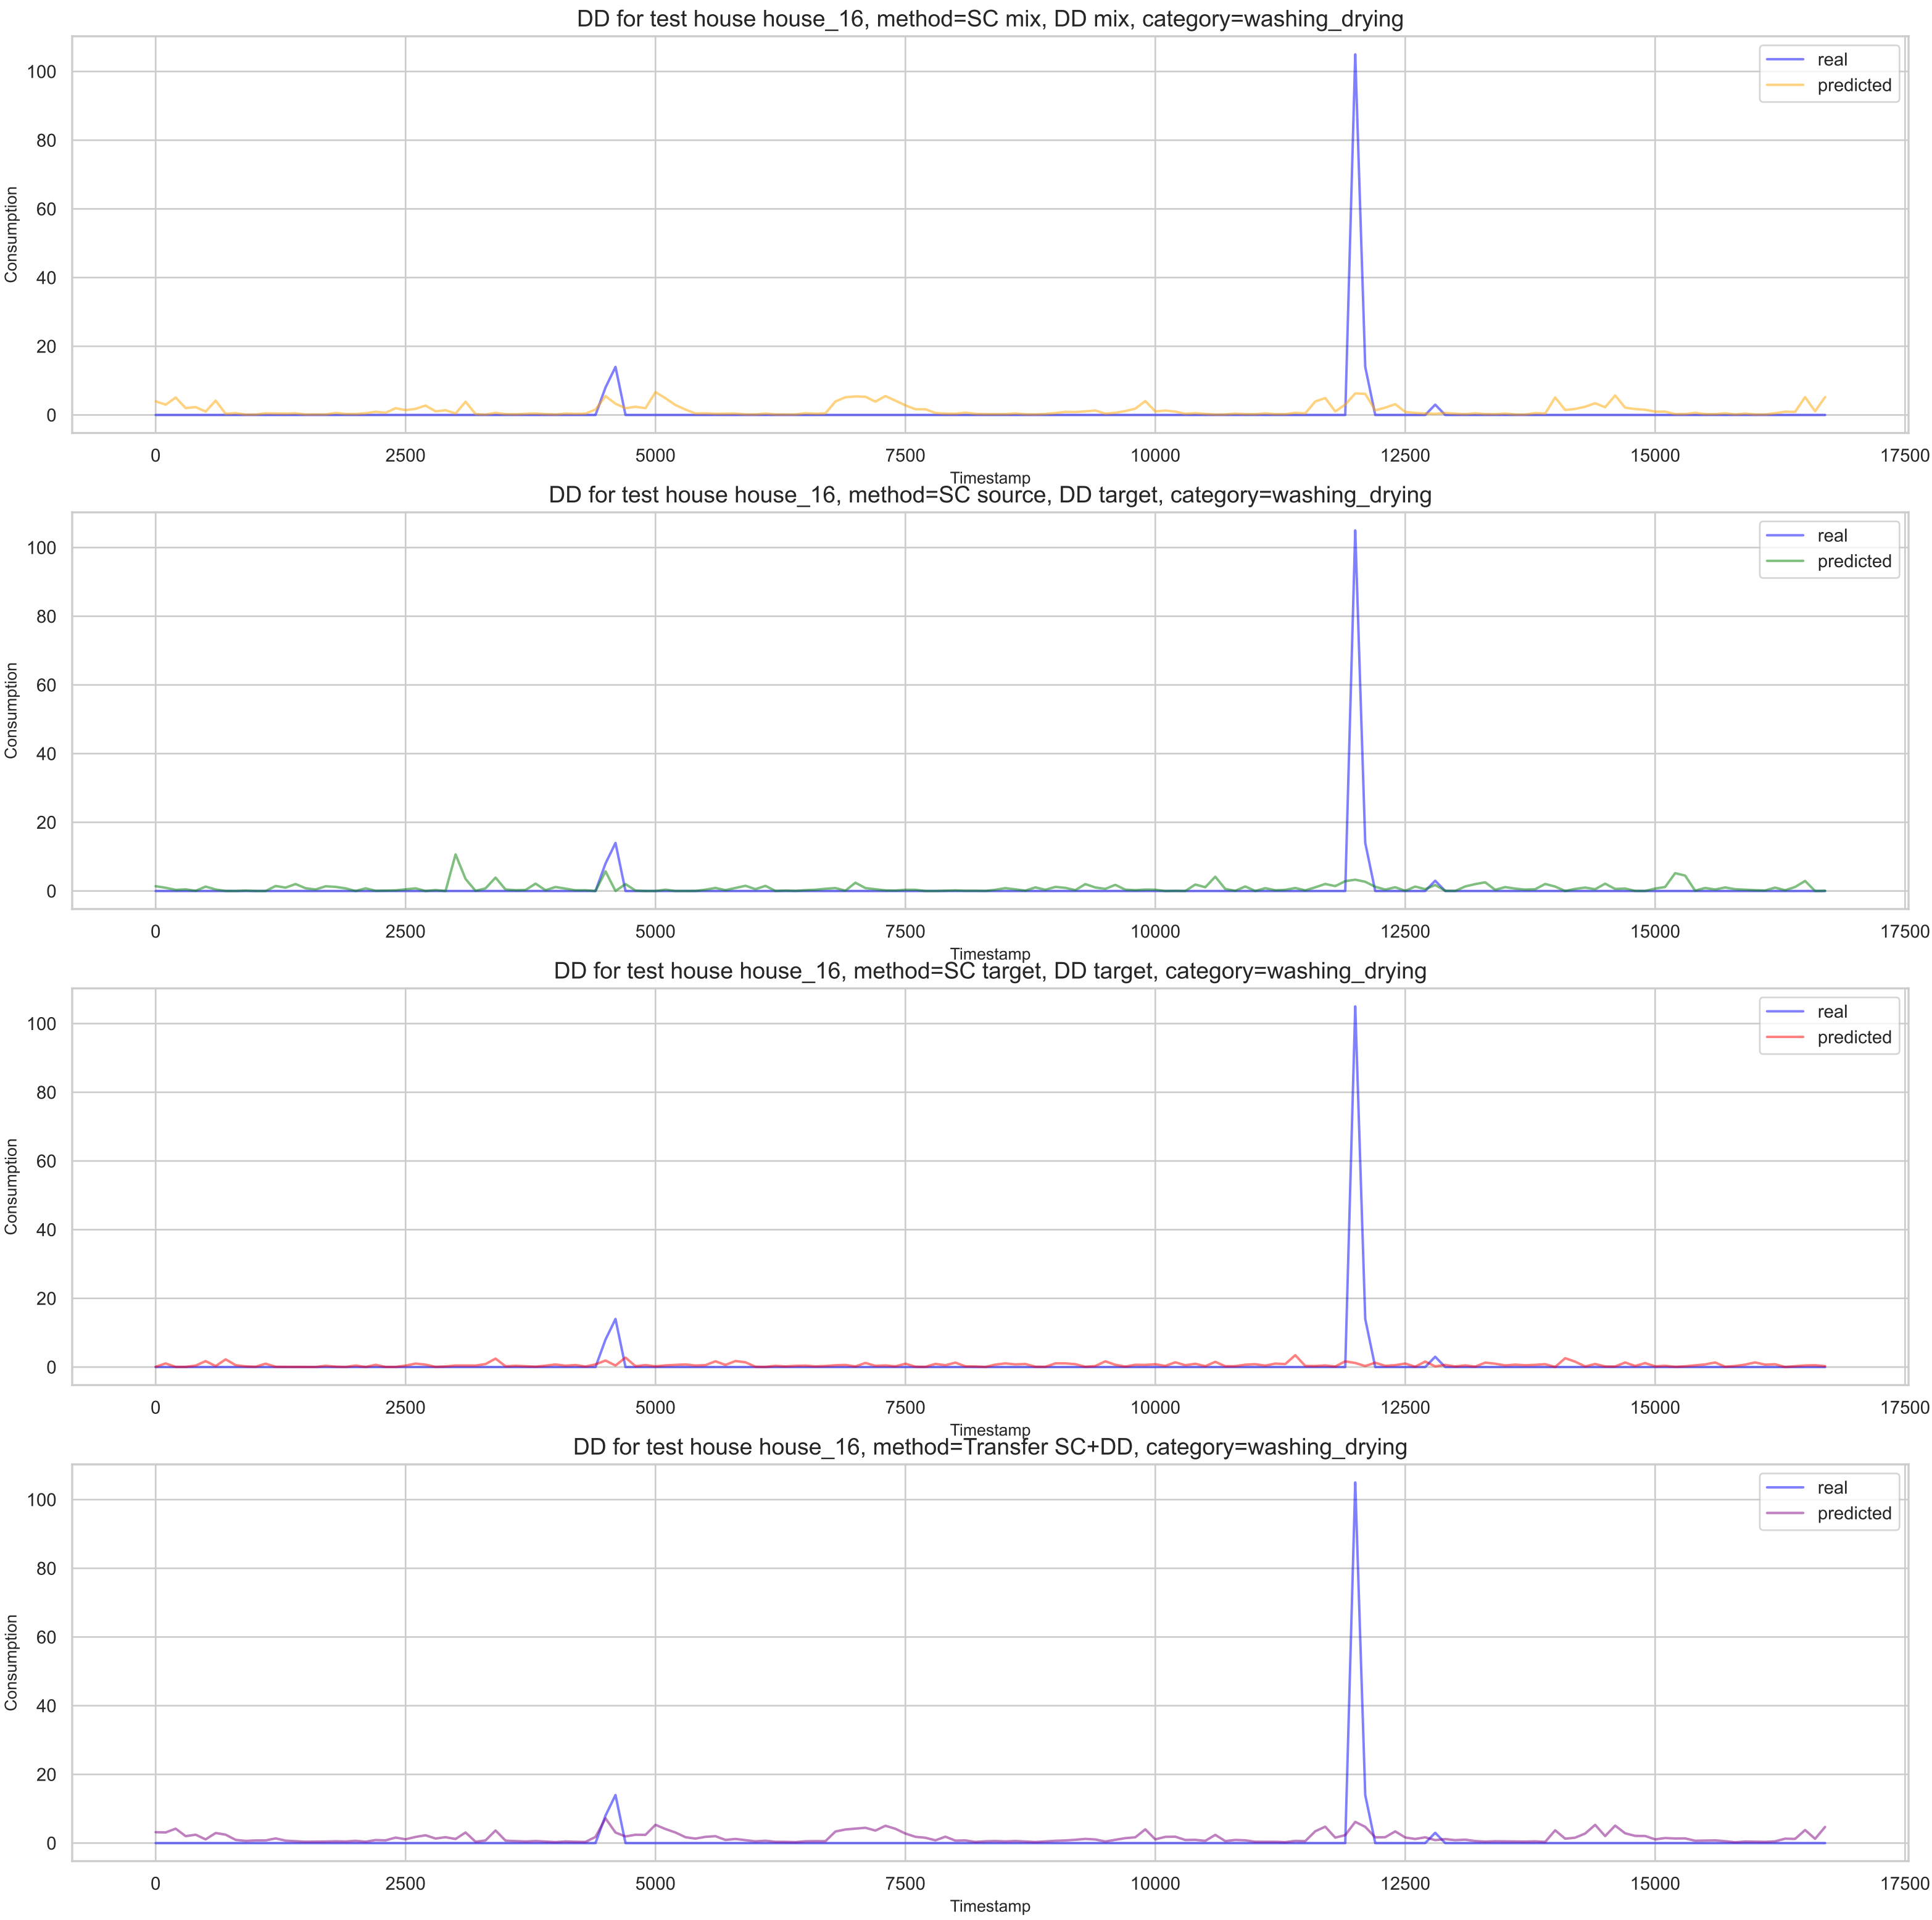 DD for test house house_16, method=SC mix, DD mix, category=washing_drying
real
predicted
100
80
60
40
20
0
Consumption
0 2500 5000 7500 10000 12500 15000 17500
Timestamp
DD for test house house_16, method=SC source, DD target, category=washing_drying
real
predicted
100
80
60
40
20
0
Consumption
0 2500 5000 7500 10000 12500 15000 17500
Timestamp
DD for test house house_16, method=SC target, DD target, category=washing_drying
real
predicted
100
80
60
40
20
0
Consumption
0 2500 5000 7500 10000 12500 15000 17500
Timestamp
DD for test house house_16, method=Transfer SC+DD, category=washing_drying
real
predicted
100
80
60
40
20
0
Consumption
0 2500 5000 7500 10000 12500 15000 17500
Timestamp